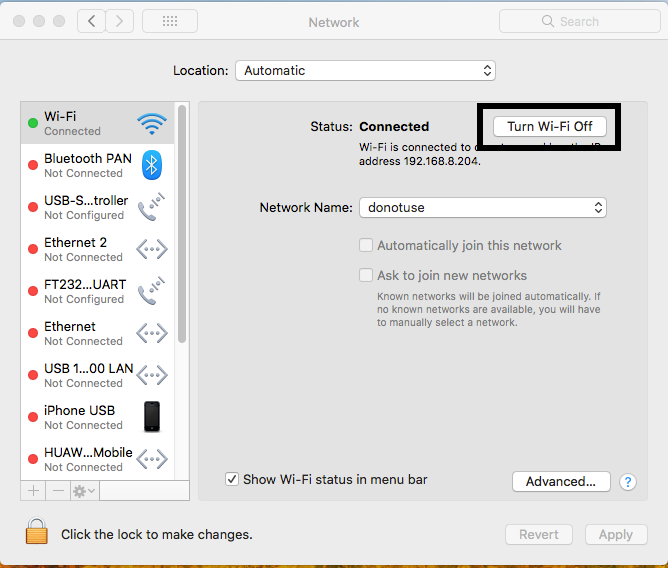 Network
Search
Location: Automatic
Wi-Fi
Connected
Bluetooth PAN
Not Connected
USB-S...troller
Not Configured
Ethernet 2
Not Connected
FT232...UART
Not Configured
Ethernet
Not Connected
USB 1...00 LAN
Not Connected
iPhone USB
Not Connected
HUAW...Mobile
Not Connected
Status: Connected
Turn Wi-Fi Off
Wi-Fi is connected to
address 192.168.8.204.
Network Name: donotuse
Automatically join this network
Ask to join new networks
Known networks will be joined automatically. If
no known networks are available, you will have
to manually select a network.
Show Wi-Fi status in menu bar
Advanced...
?
Click the lock to make changes.
Revert
Apply